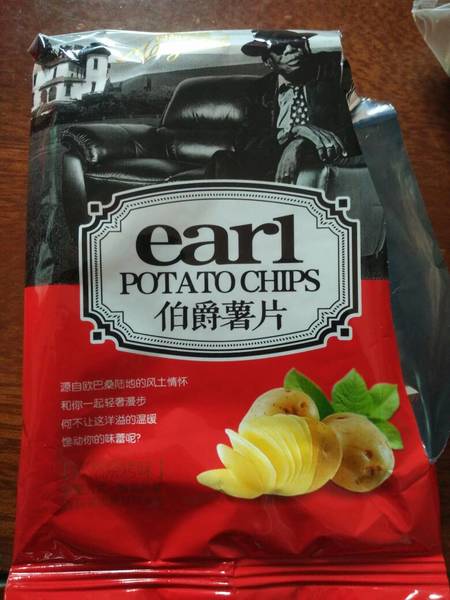 earl
POTATO CHIPS
伯爵薯片
源自欧巴桑陆地的风土情怀
和你一起轻奢漫步
何不让这洋溢的温暖
馋动你的味蕾呢?